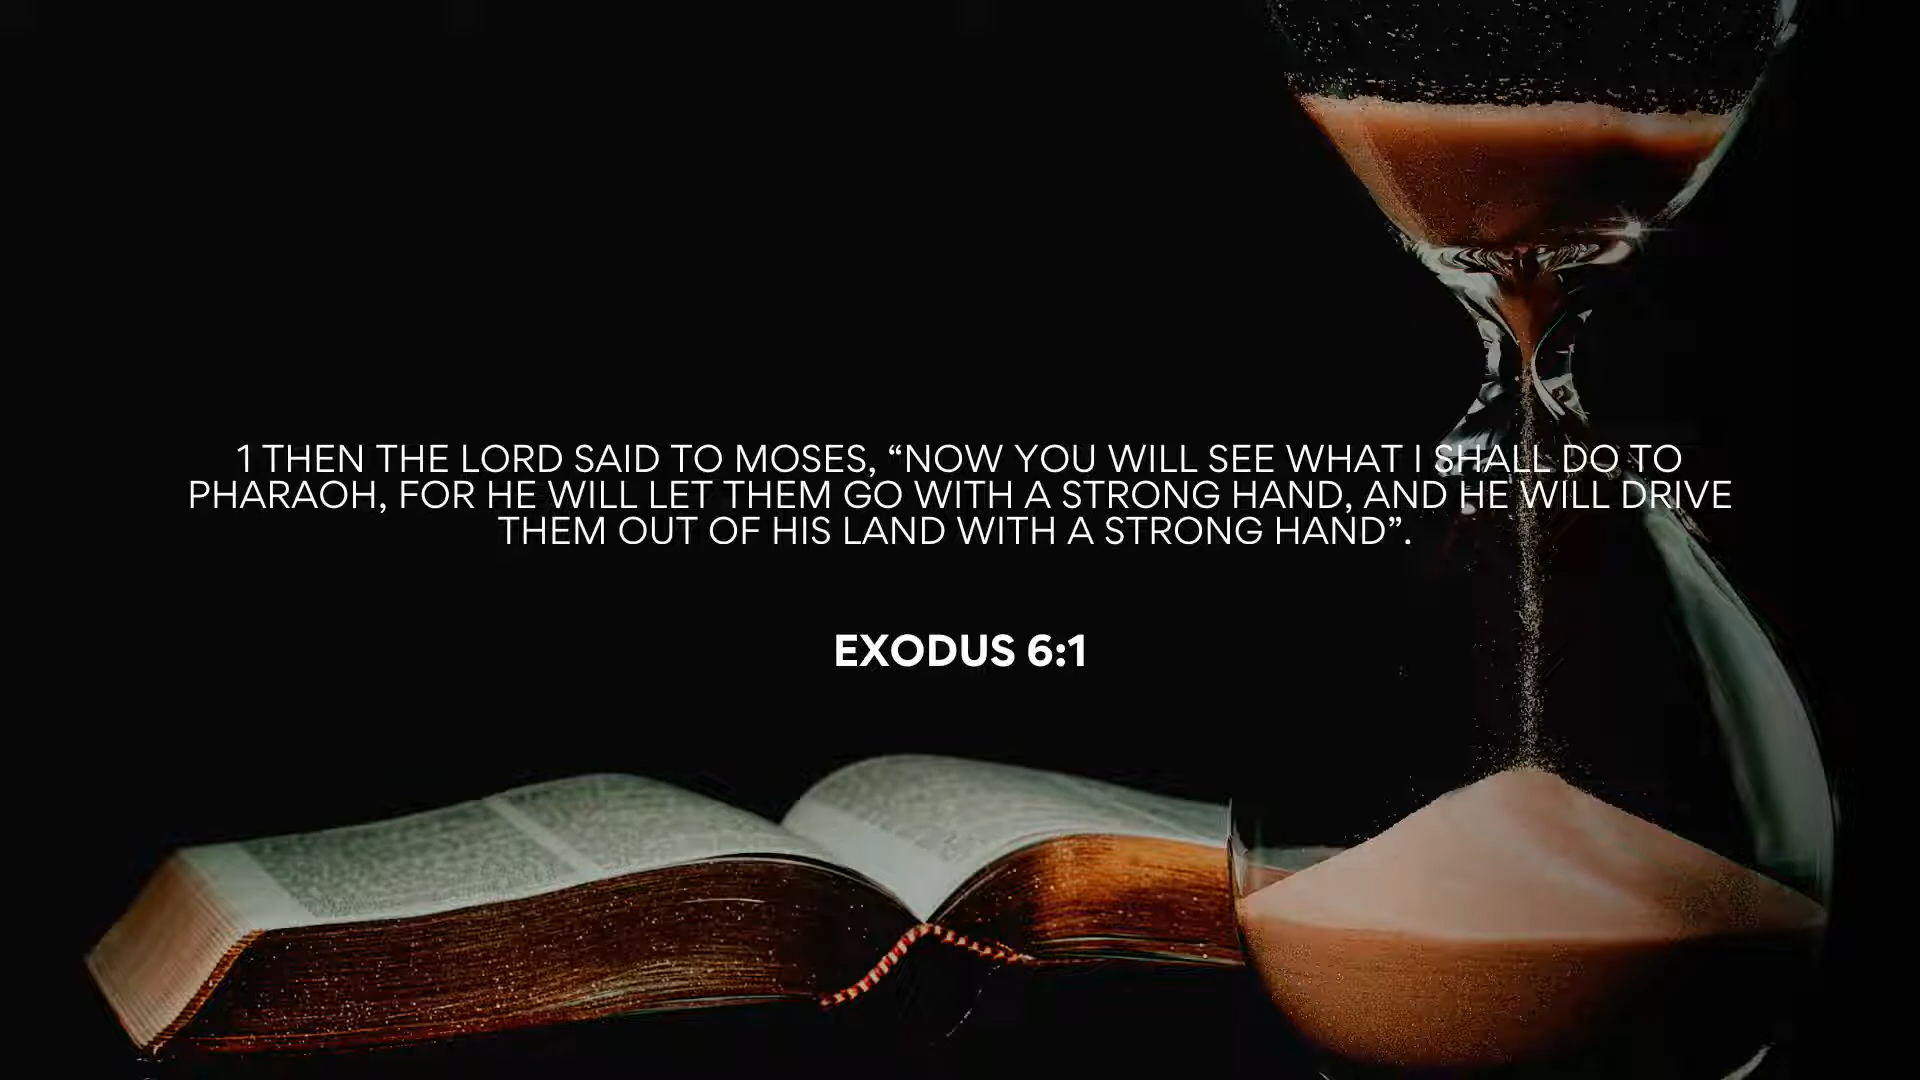 1 THEN THE LORD SAID TO MOSES, “NOW YOU WILL SEE WHAT I SHALL DO TO
PHARAOH, FOR HE WILL LET THEM GO WITH A STRONG HAND, AND HE WILL DRIVE
THEM OUT OF HIS LAND WITH A STRONG HAND”.
EXODUS 6:1